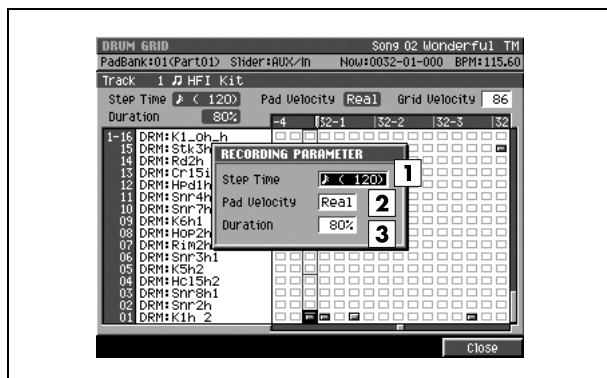 DRUM GRID Song 02 Wonderful TM
PadBank:01(Part01) Slider:AUX/In Now:0032-01-000 BPM:115.60
Track 1 ♫ HFI Kit
Step Time ♪ ( 120) Pad Velocity Real Grid Velocity 86
Duration 80%
-4 32-1 32-2 32-3 32
1-16 DRM:K1_oh_h
15 DRM:Stk3h
14 DRM:Rd2h
13 DRM:Cr15i
12 DRM:HPd1h
11 DRM:Snr4h
10 DRM:Snr7h
09 DRM:K6h1
08 DRM:HOP2h
07 DRM:Rim2h
06 DRM:Snr3h1
05 DRM:K5h2
04 DRM:Hc15h2
03 DRM:Snr8h1
02 DRM:Snr2h
01 DRM:K1h 2
RECORDING PARAMETER
Step Time ♪ ( 120) 1
Pad Velocity Real 2
Duration 80% 3
Close